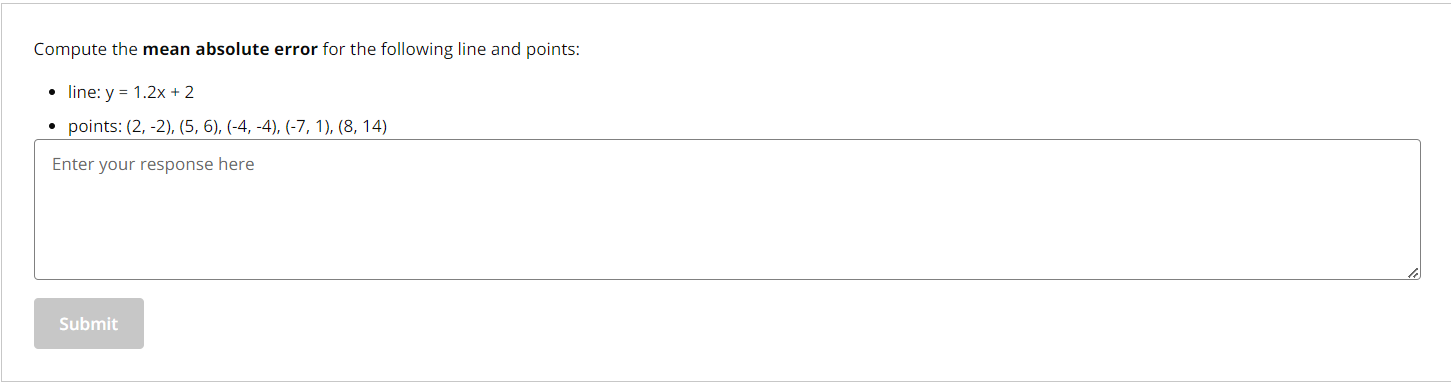 Compute the mean absolute error for the following line and points:
• line: y = 1.2x + 2
• points: (2, -2), (5, 6), (-4, -4), (-7, 1), (8, 14)
Enter your response here
Submit